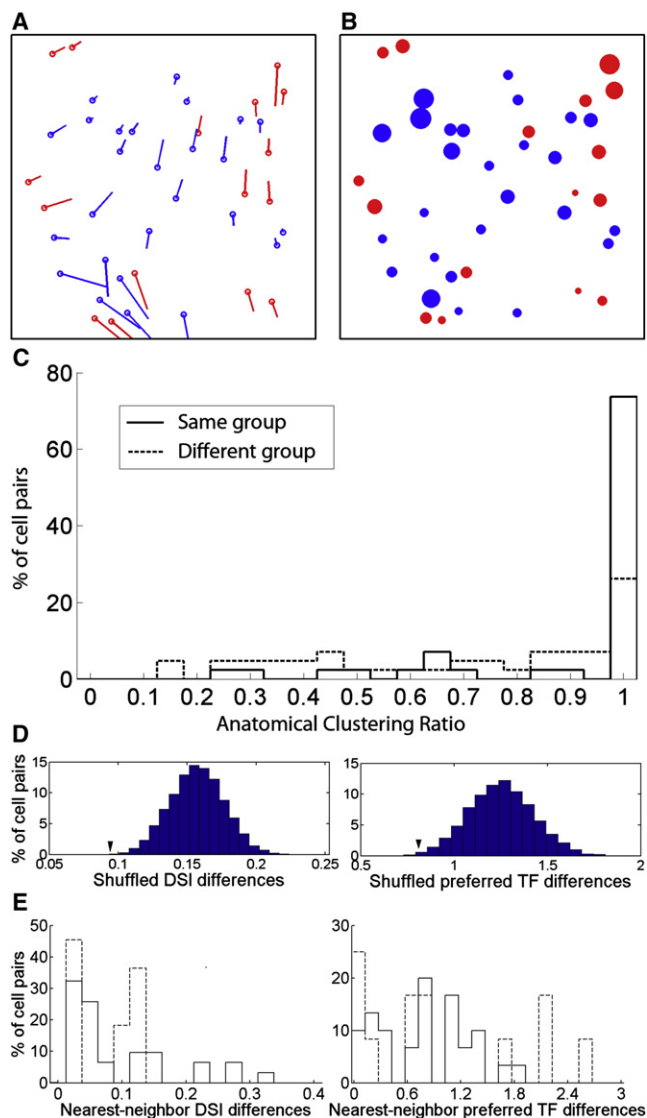 A
B
C
80
60
40
20
0
% of cell pairs
Same group
Different group
0 0.1 0.2 0.3 0.4 0.5 0.6 0.7 0.8 0.9 1
Anatomical Clustering Ratio
D
% of cell pairs
15
10
5
0
0.05 0.1 0.15 0.2 0.25
Shuffled DSI differences
15
10
5
0
0.5 1 1.5 2
Shuffled preferred TF differences
E
% of cell pairs
50
40
30
20
10
0
0 0.1 0.2 0.3 0.4
Nearest-neighbor DSI differences
30
20
10
0
0 0.6 1.2 1.8 2.4 3
Nearest-neighbor preferred TF differences